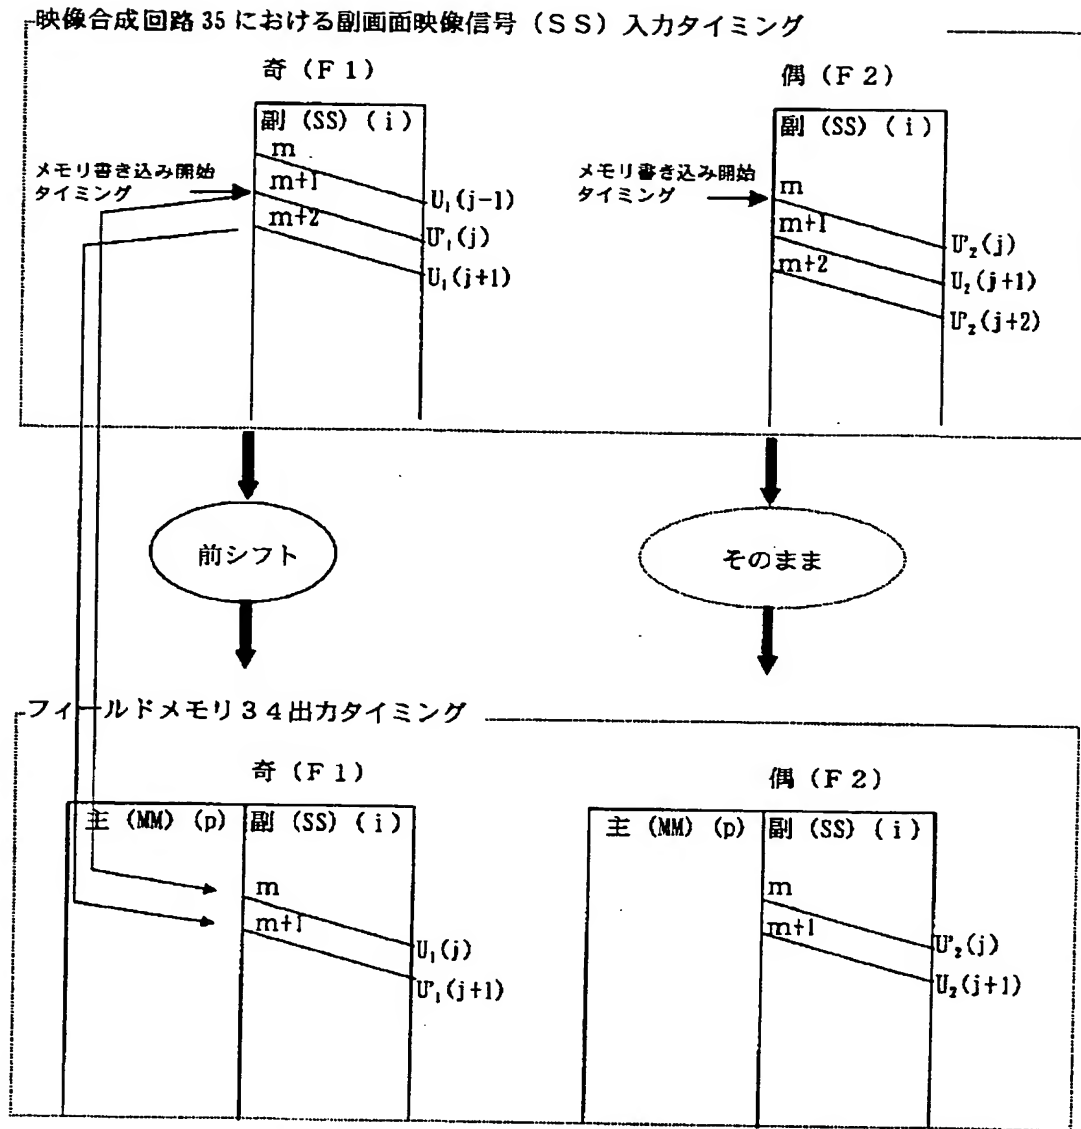 映像合成回路35における副画面映像信号（ＳＳ）入力タイミング
奇（Ｆ１）
偶（Ｆ２）
副（SS）（ｉ）
m
メモリ書き込み開始
タイミング
m+1
m+2
U₁(j-1)
U'₁(j)
U₁(j+1)
副（SS）（ｉ）
メモリ書き込み開始
タイミング
m
m+1
m+2
U'₂(j)
U₂(j+1)
U'₂(j+2)
前シフト
そのまま
フィールドメモリ３４出力タイミング
奇（Ｆ１）
偶（Ｆ２）
主（MM）(p)
副（SS）（ｉ）
m
m+1
U₁(j)
U'₁(j+1)
主（MM）(p)
副（SS）（ｉ）
m
m+1
U'₂(j)
U₂(j+1)